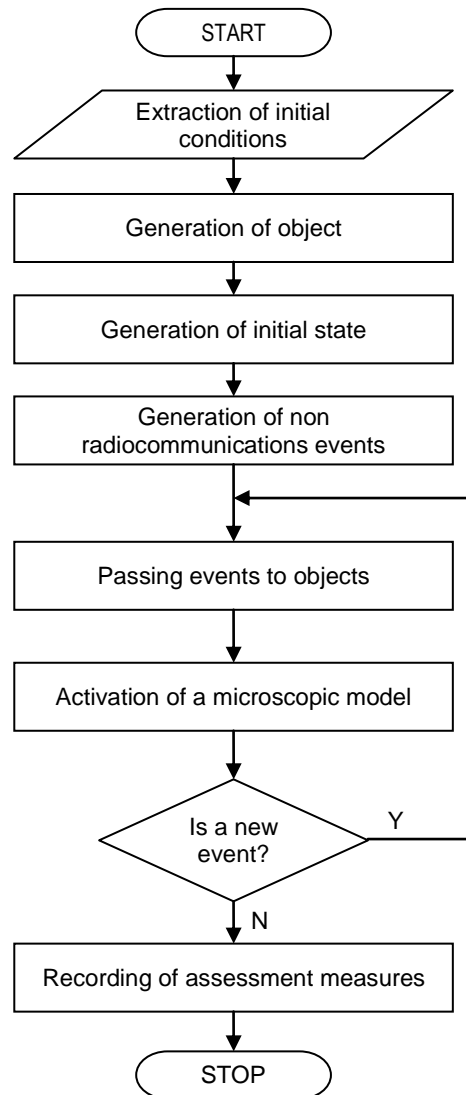 START
Extraction of initial
conditions
Generation of object
Generation of initial state
Generation of non
radiocommunications events
Passing events to objects
Activation of a microscopic model
Is a new
event?
Y
N
Recording of assessment measures
STOP